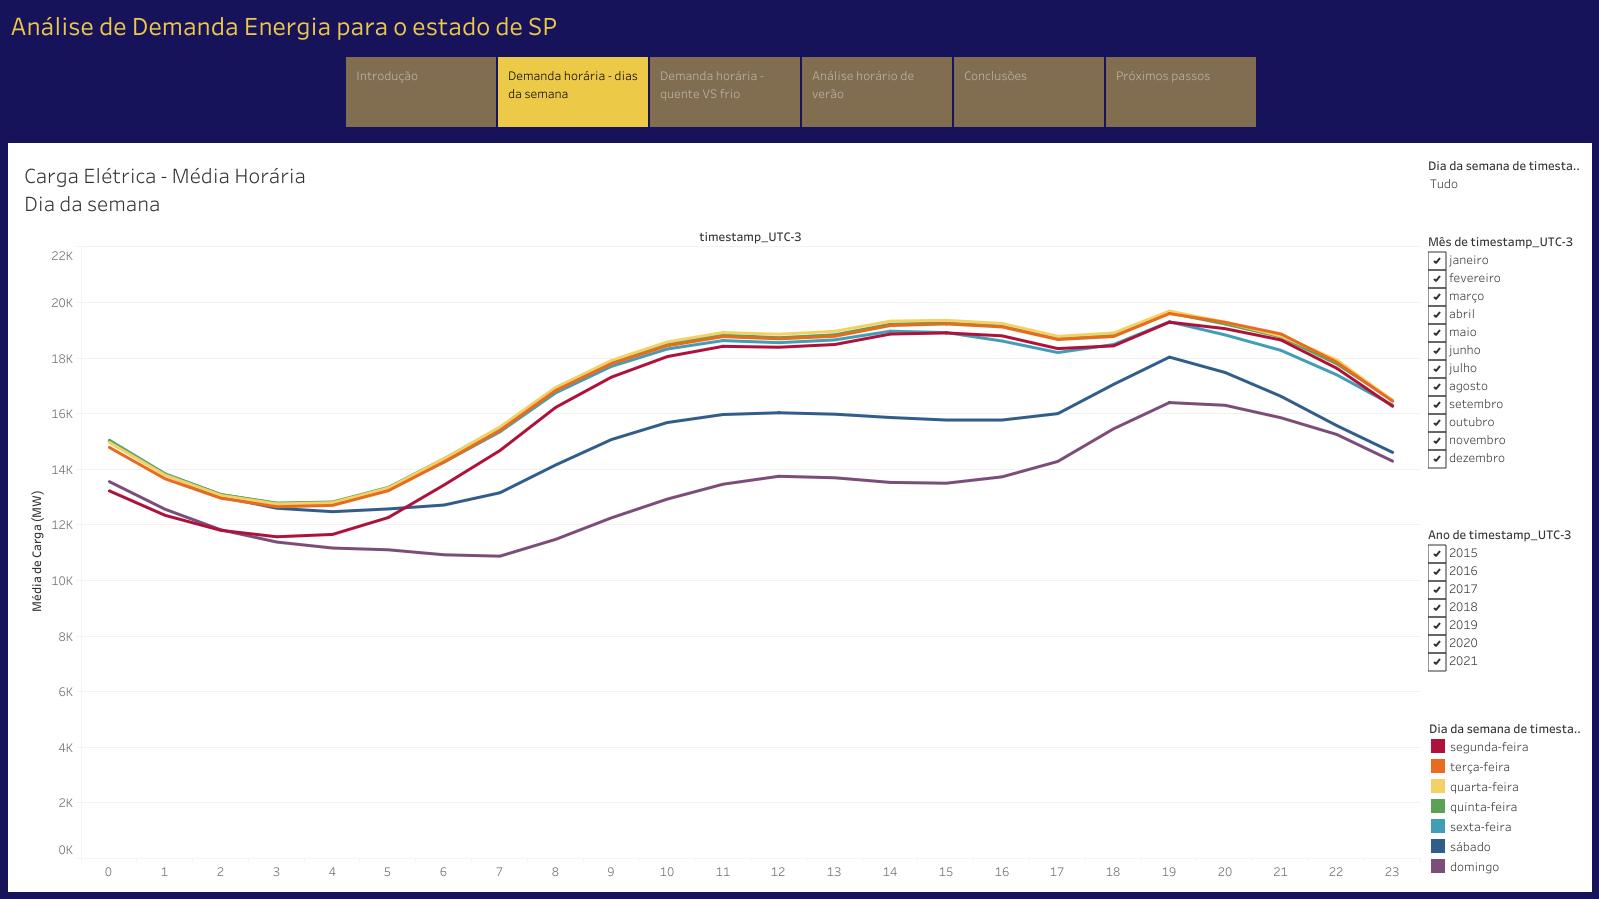 Análise de Demanda Energia para o estado de SP
Introdução
Demanda horária - dias
da semana
Demanda horária -
quente VS frio
Análise horário de
verão
Conclusões
Próximos passos
Carga Elétrica - Média Horária
Dia da semana
timestamp_UTC-3
Média de Carga (MW)
22K
20K
18K
16K
14K
12K
10K
8K
6K
4K
2K
0K
0 1 2 3 4 5 6 7 8 9 10 11 12 13 14 15 16 17 18 19 20 21 22 23
Dia da semana de timesta..
Tudo
Mês de timestamp_UTC-3
janeiro
fevereiro
março
abril
maio
junho
julho
agosto
setembro
outubro
novembro
dezembro
Ano de timestamp_UTC-3
2015
2016
2017
2018
2019
2020
2021
Dia da semana de timesta..
segunda-feira
terça-feira
quarta-feira
quinta-feira
sexta-feira
sábado
domingo